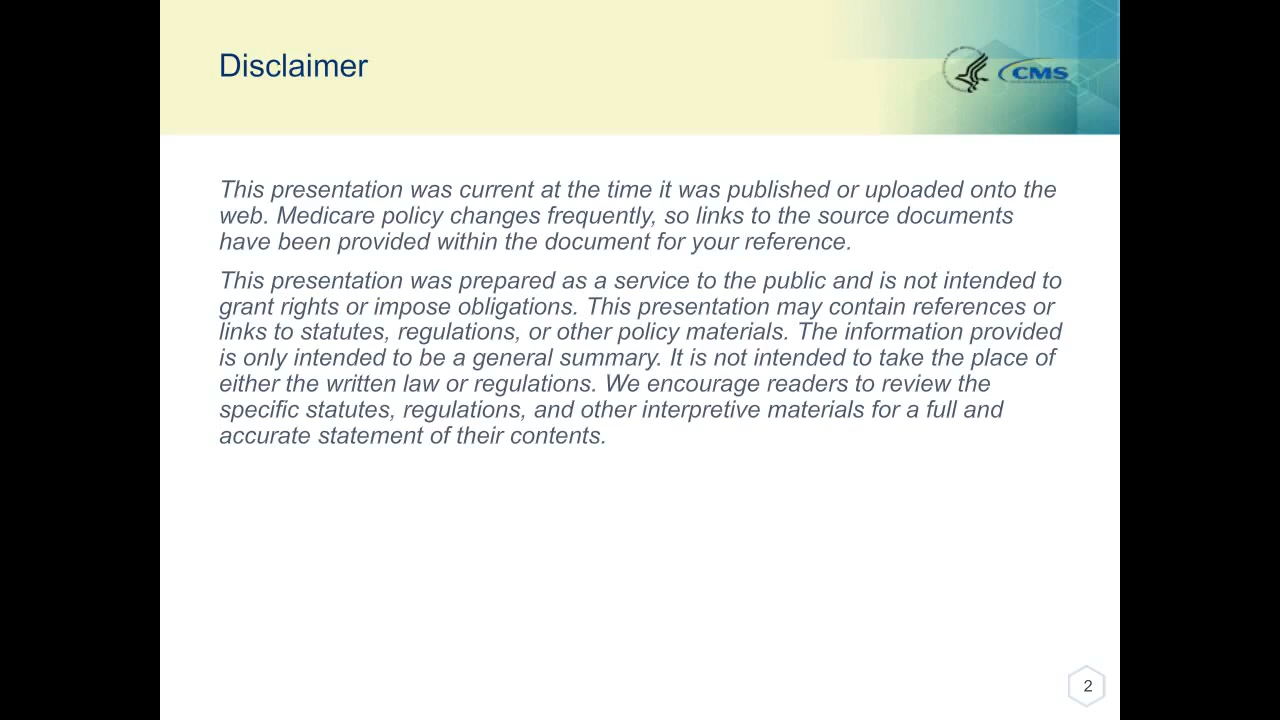 Disclaimer
CMS
This presentation was current at the time it was published or uploaded onto the
web. Medicare policy changes frequently, so links to the source documents
have been provided within the document for your reference.
This presentation was prepared as a service to the public and is not intended to
grant rights or impose obligations. This presentation may contain references or
links to statutes, regulations, or other policy materials. The information provided
is only intended to be a general summary. It is not intended to take the place of
either the written law or regulations. We encourage readers to review the
specific statutes, regulations, and other interpretive materials for a full and
accurate statement of their contents.
2